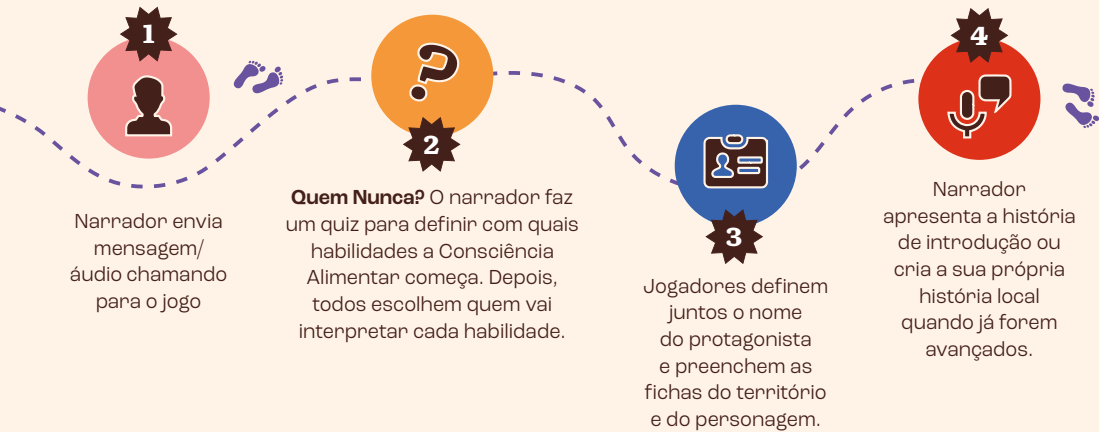 1
Narrador envia
mensagem/
áudio chamando
para o jogo
2
Quem Nunca? O narrador faz
um quiz para definir com quais
habilidades a Consciência
Alimentar começa. Depois,
todos escolhem quem vai
interpretar cada habilidade.
3
Jogadores definem
juntos o nome
do protagonista
e preenchem as
fichas do território
e do personagem.
4
Narrador
apresenta a história
de introdução ou
cria a sua própria
história local
quando já forem
avançados.